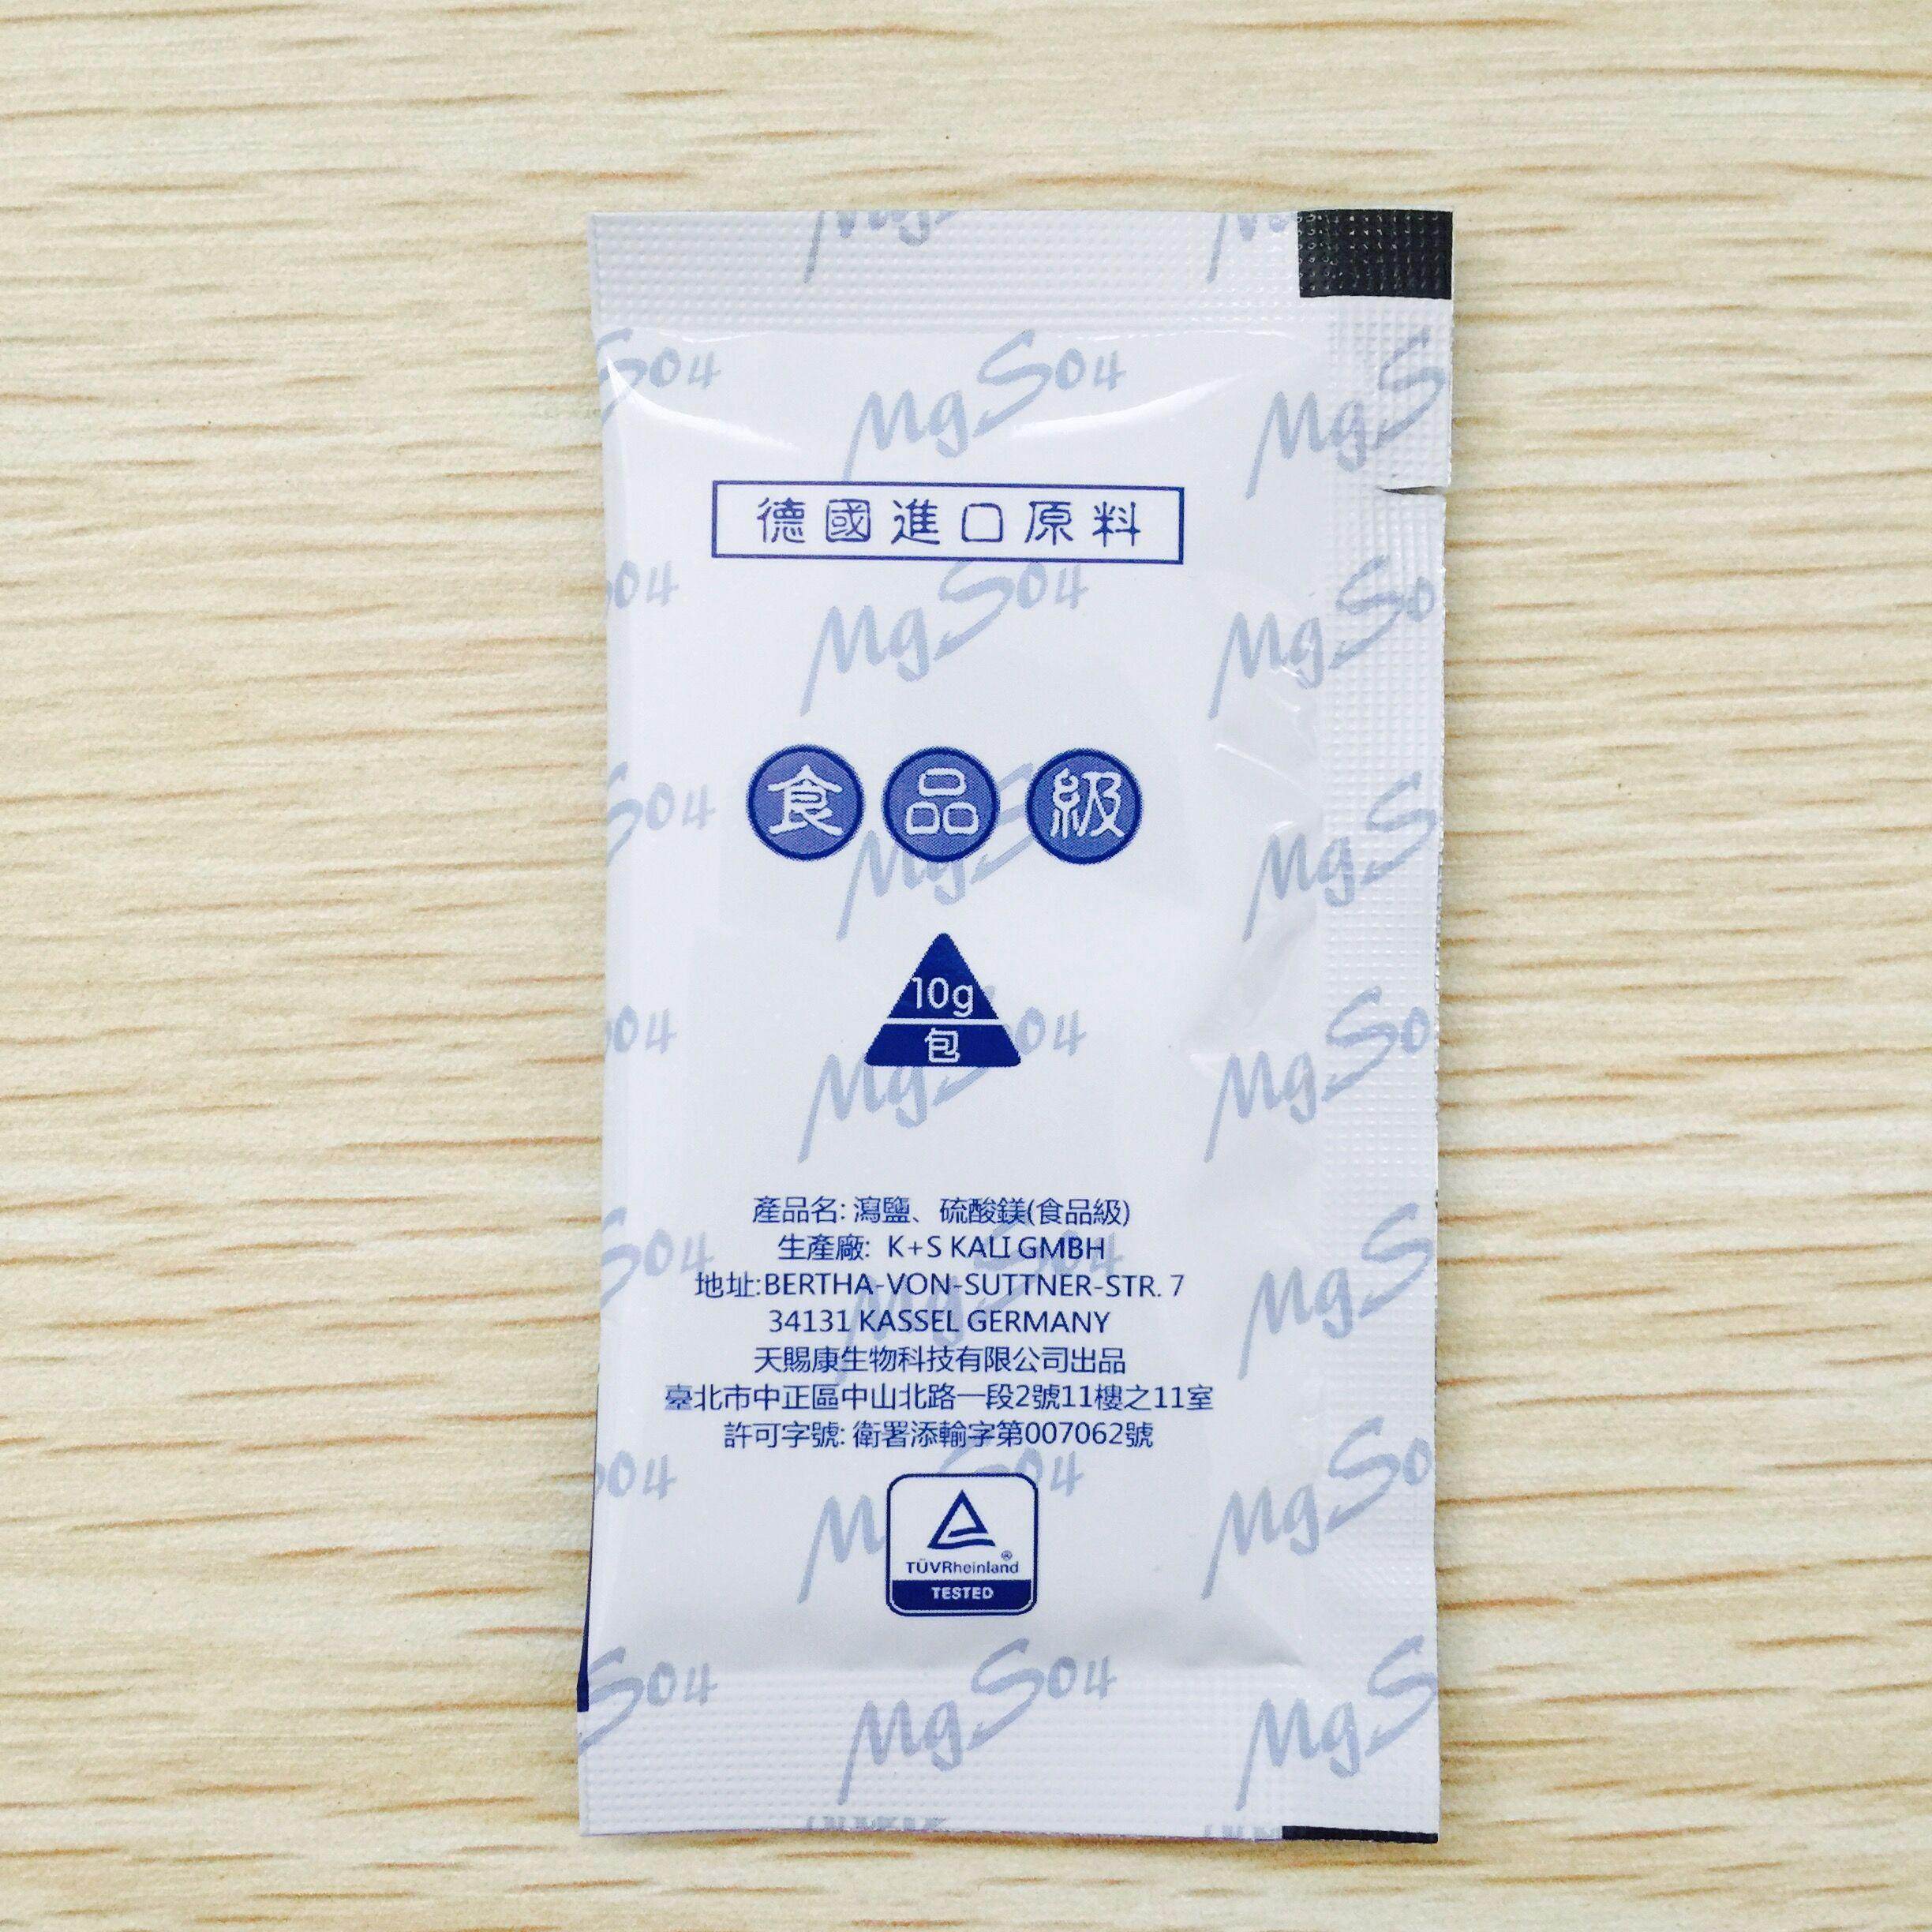 MgSO4
德國進口原料
食品級
10g
包
產品名: 瀉鹽、硫酸鎂(食品級)
生產廠: K+S KALI GMBH
地址:BERTHA-VON-SUTTNER-STR. 7
34131 KASSEL GERMANY
天賜康生物科技有限公司出品
臺北市中正區中山北路一段2號11樓之11室
許可字號: 衛署添輸字第007062號
TÜVRheinland®
TESTED
MgSO4